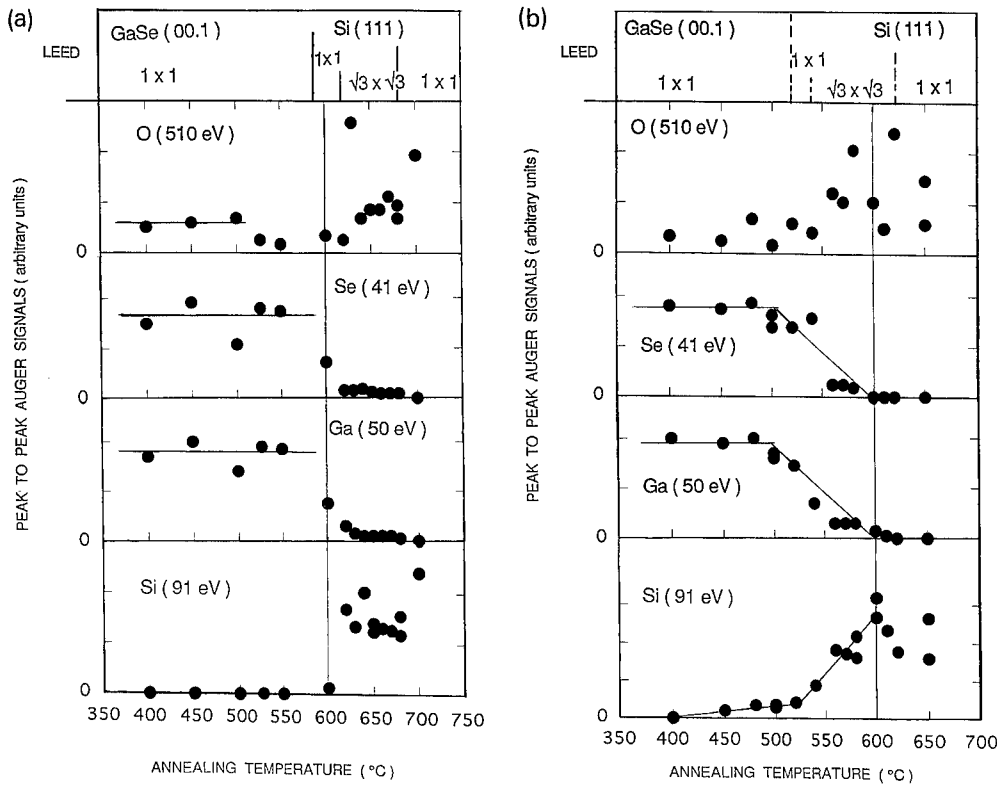 (a)
GaSe ( 00.1 )
Si ( 111 )
LEED
1 x 1
1x1
√3 x √3
1 x 1
O ( 510 eV )
0
Se ( 41 eV )
0
Ga ( 50 eV )
0
Si ( 91 eV )
0
350 400 450 500 550 600 650 700 750
ANNEALING TEMPERATURE ( °C )
PEAK TO PEAK AUGER SIGNALS ( arbitrary units )
(b)
GaSe ( 00.1 )
Si ( 111 )
LEED
1 x 1
1 x 1
√3 x √3
1 x 1
O ( 510 eV )
0
Se ( 41 eV )
0
Ga ( 50 eV )
0
Si ( 91 eV )
0
350 400 450 500 550 600 650 700
ANNEALING TEMPERATURE ( °C )
PEAK TO PEAK AUGER SIGNALS ( arbitrary units )